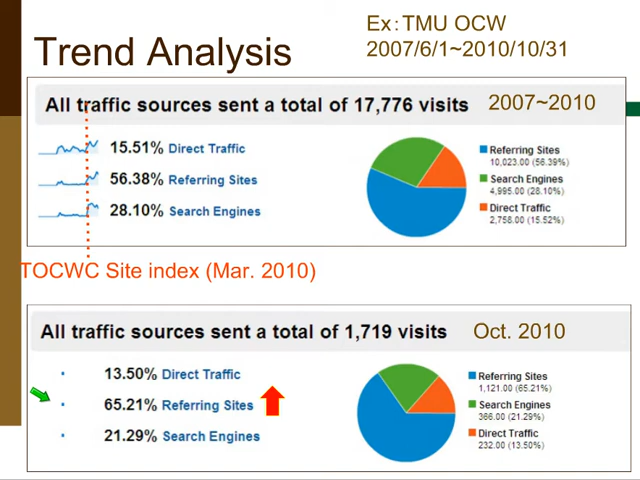 Trend Analysis
Ex：TMU OCW
2007/6/1~2010/10/31
All traffic sources sent a total of 17,776 visits
2007~2010
15.51% Direct Traffic
56.38% Referring Sites
28.10% Search Engines
Referring Sites
10,023.00 (56.39%)
Search Engines
4,995.00 (28.10%)
Direct Traffic
2,758.00 (15.52%)
TOCWC Site index (Mar. 2010)
All traffic sources sent a total of 1,719 visits
Oct. 2010
13.50% Direct Traffic
65.21% Referring Sites
21.29% Search Engines
Referring Sites
1,121.00 (65.21%)
Search Engines
366.00 (21.29%)
Direct Traffic
232.00 (13.50%)